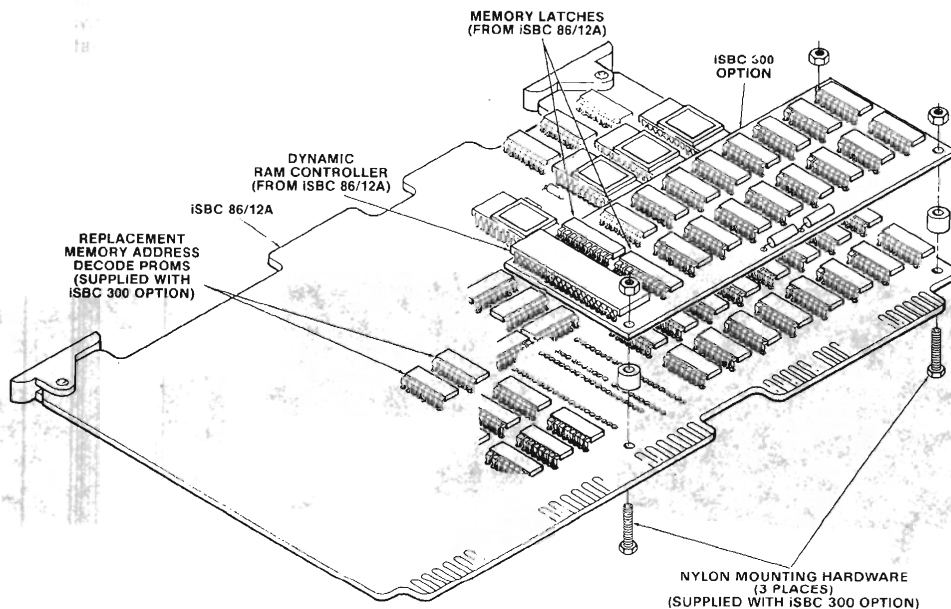 MEMORY LATCHES
(FROM iSBC 86/12A)
iSBC 300
OPTION
DYNAMIC
RAM CONTROLLER
(FROM iSBC 86/12A)
iSBC 86/12A
REPLACEMENT
MEMORY ADDRESS
DECODE PROMS
(SUPPLIED WITH
iSBC 300 OPTION)
NYLON MOUNTING HARDWARE
(3 PLACES)
(SUPPLIED WITH iSBC 300 OPTION)